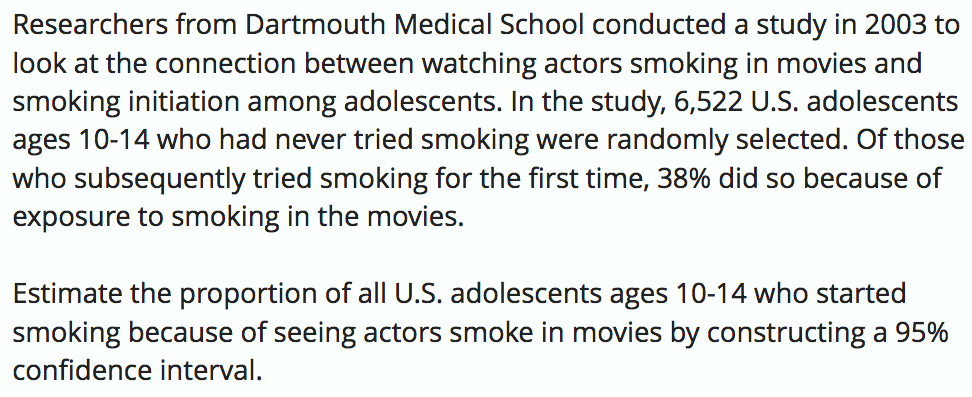 Researchers from Dartmouth Medical School conducted a study in 2003 to
look at the connection between watching actors smoking in movies and
smoking initiation among adolescents. In the study, 6,522 U.S. adolescents
ages 10-14 who had never tried smoking were randomly selected. Of those
who subsequently tried smoking for the first time, 38% did so because of
exposure to smoking in the movies.
Estimate the proportion of all U.S. adolescents ages 10-14 who started
smoking because of seeing actors smoke in movies by constructing a 95%
confidence interval.